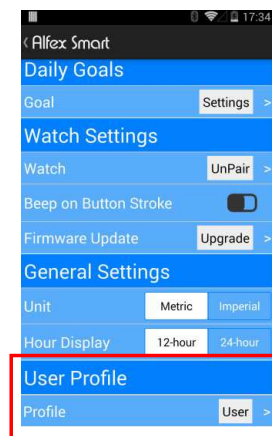 17:34
‹ Alfex Smart
Daily Goals
Goal Settings >
Watch Settings
Watch UnPair >
Beep on Button Stroke
Firmware Update Upgrade >
General Settings
Unit Metric Imperial
Hour Display 12-hour 24-hour
User Profile
Profile User >